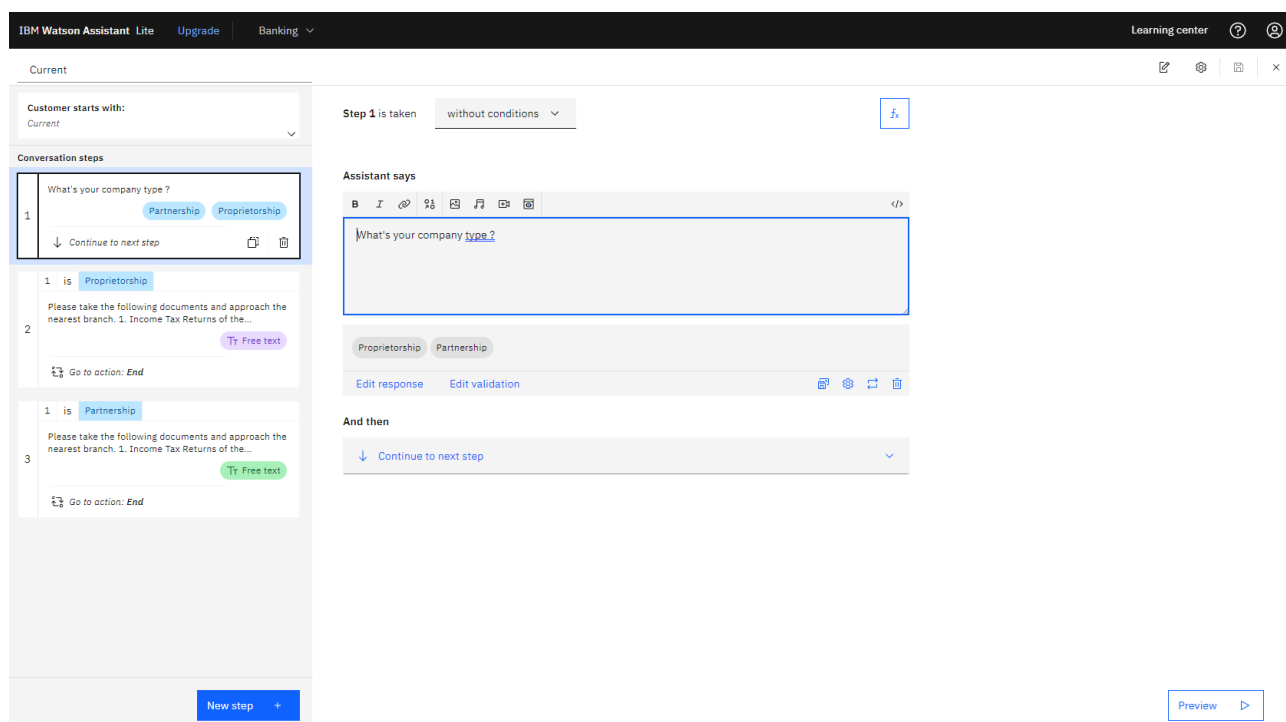 IBM Watson Assistant Lite Upgrade Banking Learning center
Current
Customer starts with:
Current
Conversation steps
1
What's your company type ?
Partnership Proprietorship
Continue to next step
2
1 is Proprietorship
Please take the following documents and approach the
nearest branch. 1. Income Tax Returns of the...
Tт Free text
Go to action: End
3
1 is Partnership
Please take the following documents and approach the
nearest branch. 1. Income Tax Returns of the...
Tт Free text
Go to action: End
New step +
Step 1 is taken without conditions
fx
Assistant says
B I </>
What's your company type ?
Proprietorship Partnership
Edit response Edit validation
And then
Continue to next step
Preview